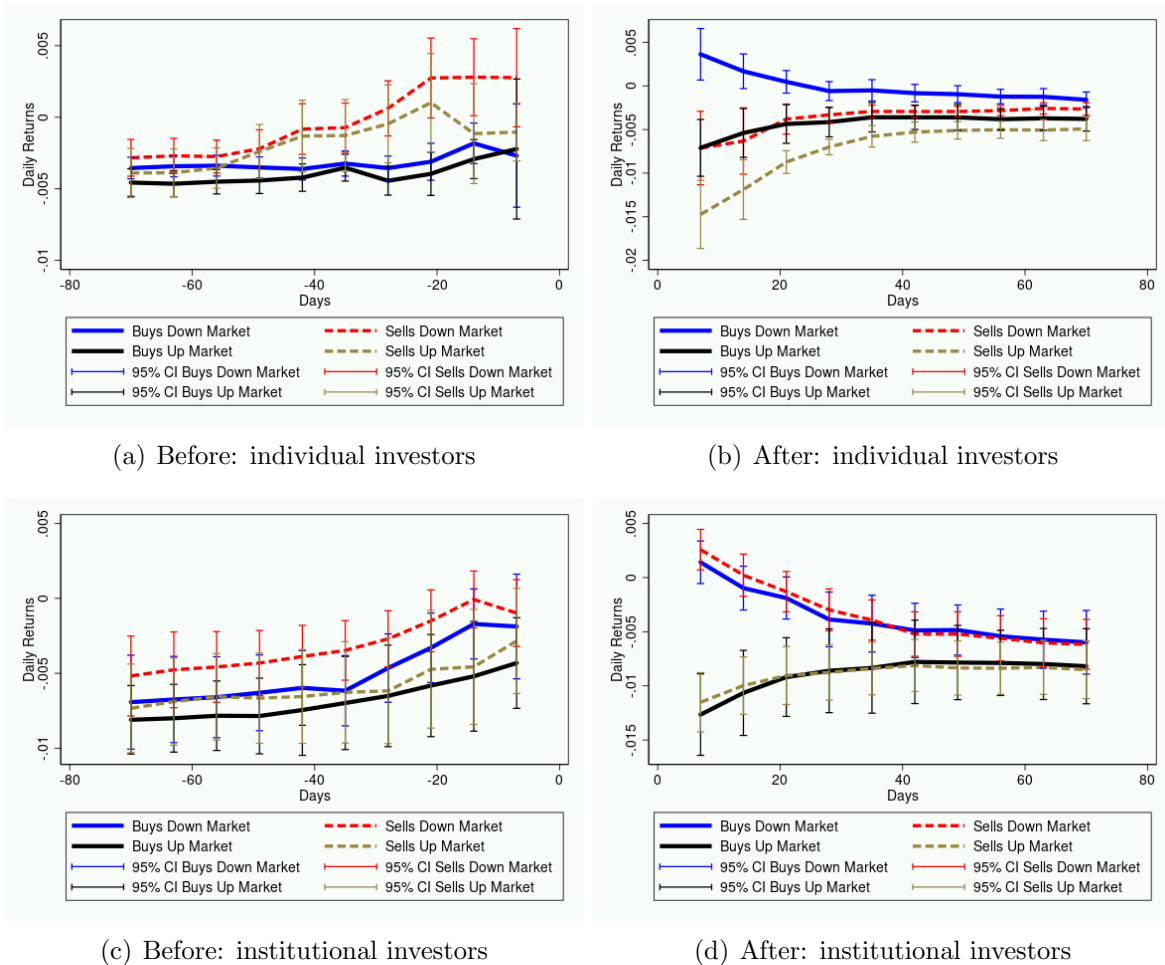 .005
0
-.005
-.01
Daily Returns
-80
-60
-40
-20
0
Days
Buys Down Market
Sells Down Market
Buys Up Market
Sells Up Market
95% CI Buys Down Market
95% CI Sells Down Market
95% CI Buys Up Market
95% CI Sells Up Market
(a) Before: individual investors
.005
0
-.005
-.01
-.015
-.02
Daily Returns
0
20
40
60
80
Days
Buys Down Market
Sells Down Market
Buys Up Market
Sells Up Market
95% CI Buys Down Market
95% CI Sells Down Market
95% CI Buys Up Market
95% CI Sells Up Market
(b) After: individual investors
.005
0
-.005
-.01
Daily Returns
-80
-60
-40
-20
0
Days
Buys Down Market
Sells Down Market
Buys Up Market
Sells Up Market
95% CI Buys Down Market
95% CI Sells Down Market
95% CI Buys Up Market
95% CI Sells Up Market
(c) Before: institutional investors
.005
0
-.005
-.01
-.015
Daily Returns
0
20
40
60
80
Days
Buys Down Market
Sells Down Market
Buys Up Market
Sells Up Market
95% CI Buys Down Market
95% CI Sells Down Market
95% CI Buys Up Market
95% CI Sells Up Market
(d) After: institutional investors